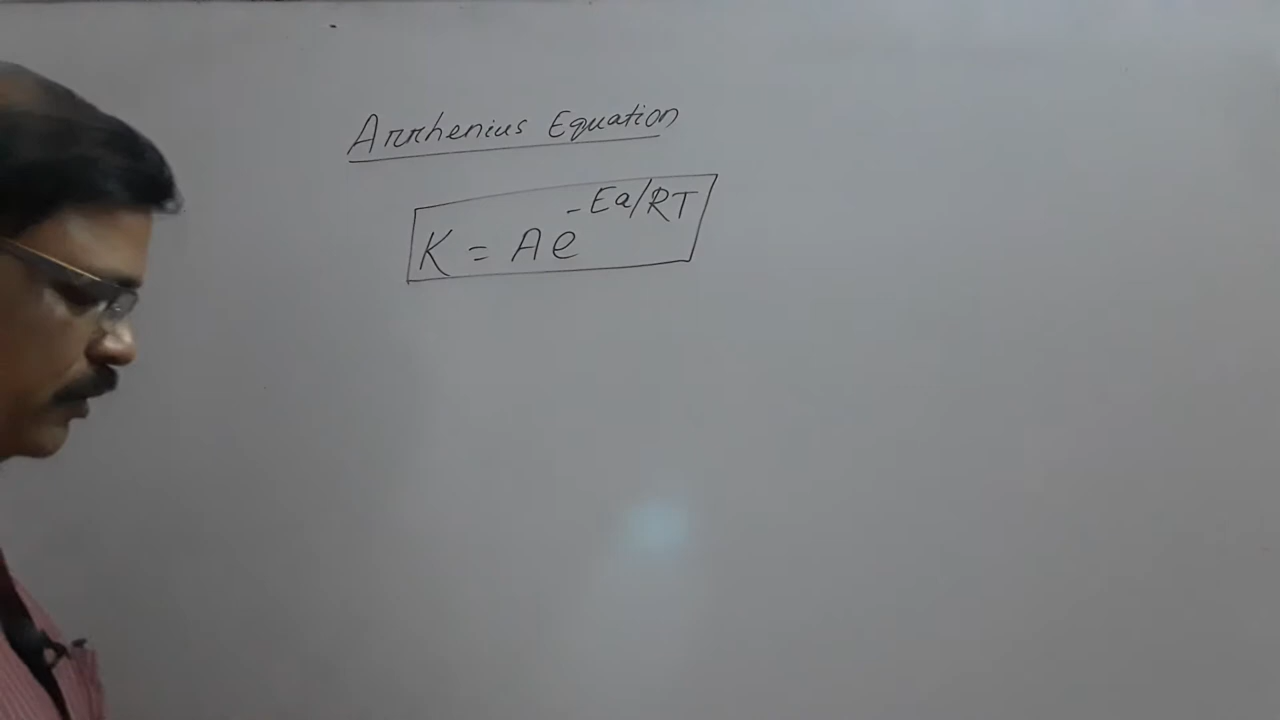 Arrhenius Equation
K = Ae^-Ea/RT